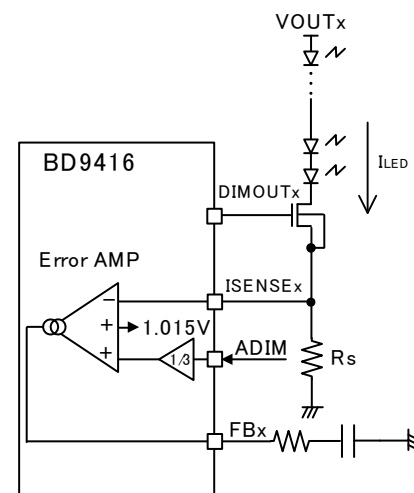 VOUTx
BD9416
ILED
DIMOUTx
Error AMP
ISENSEx
−
+ 1.015V
+ 1/3 ADIM
Rs
FBx